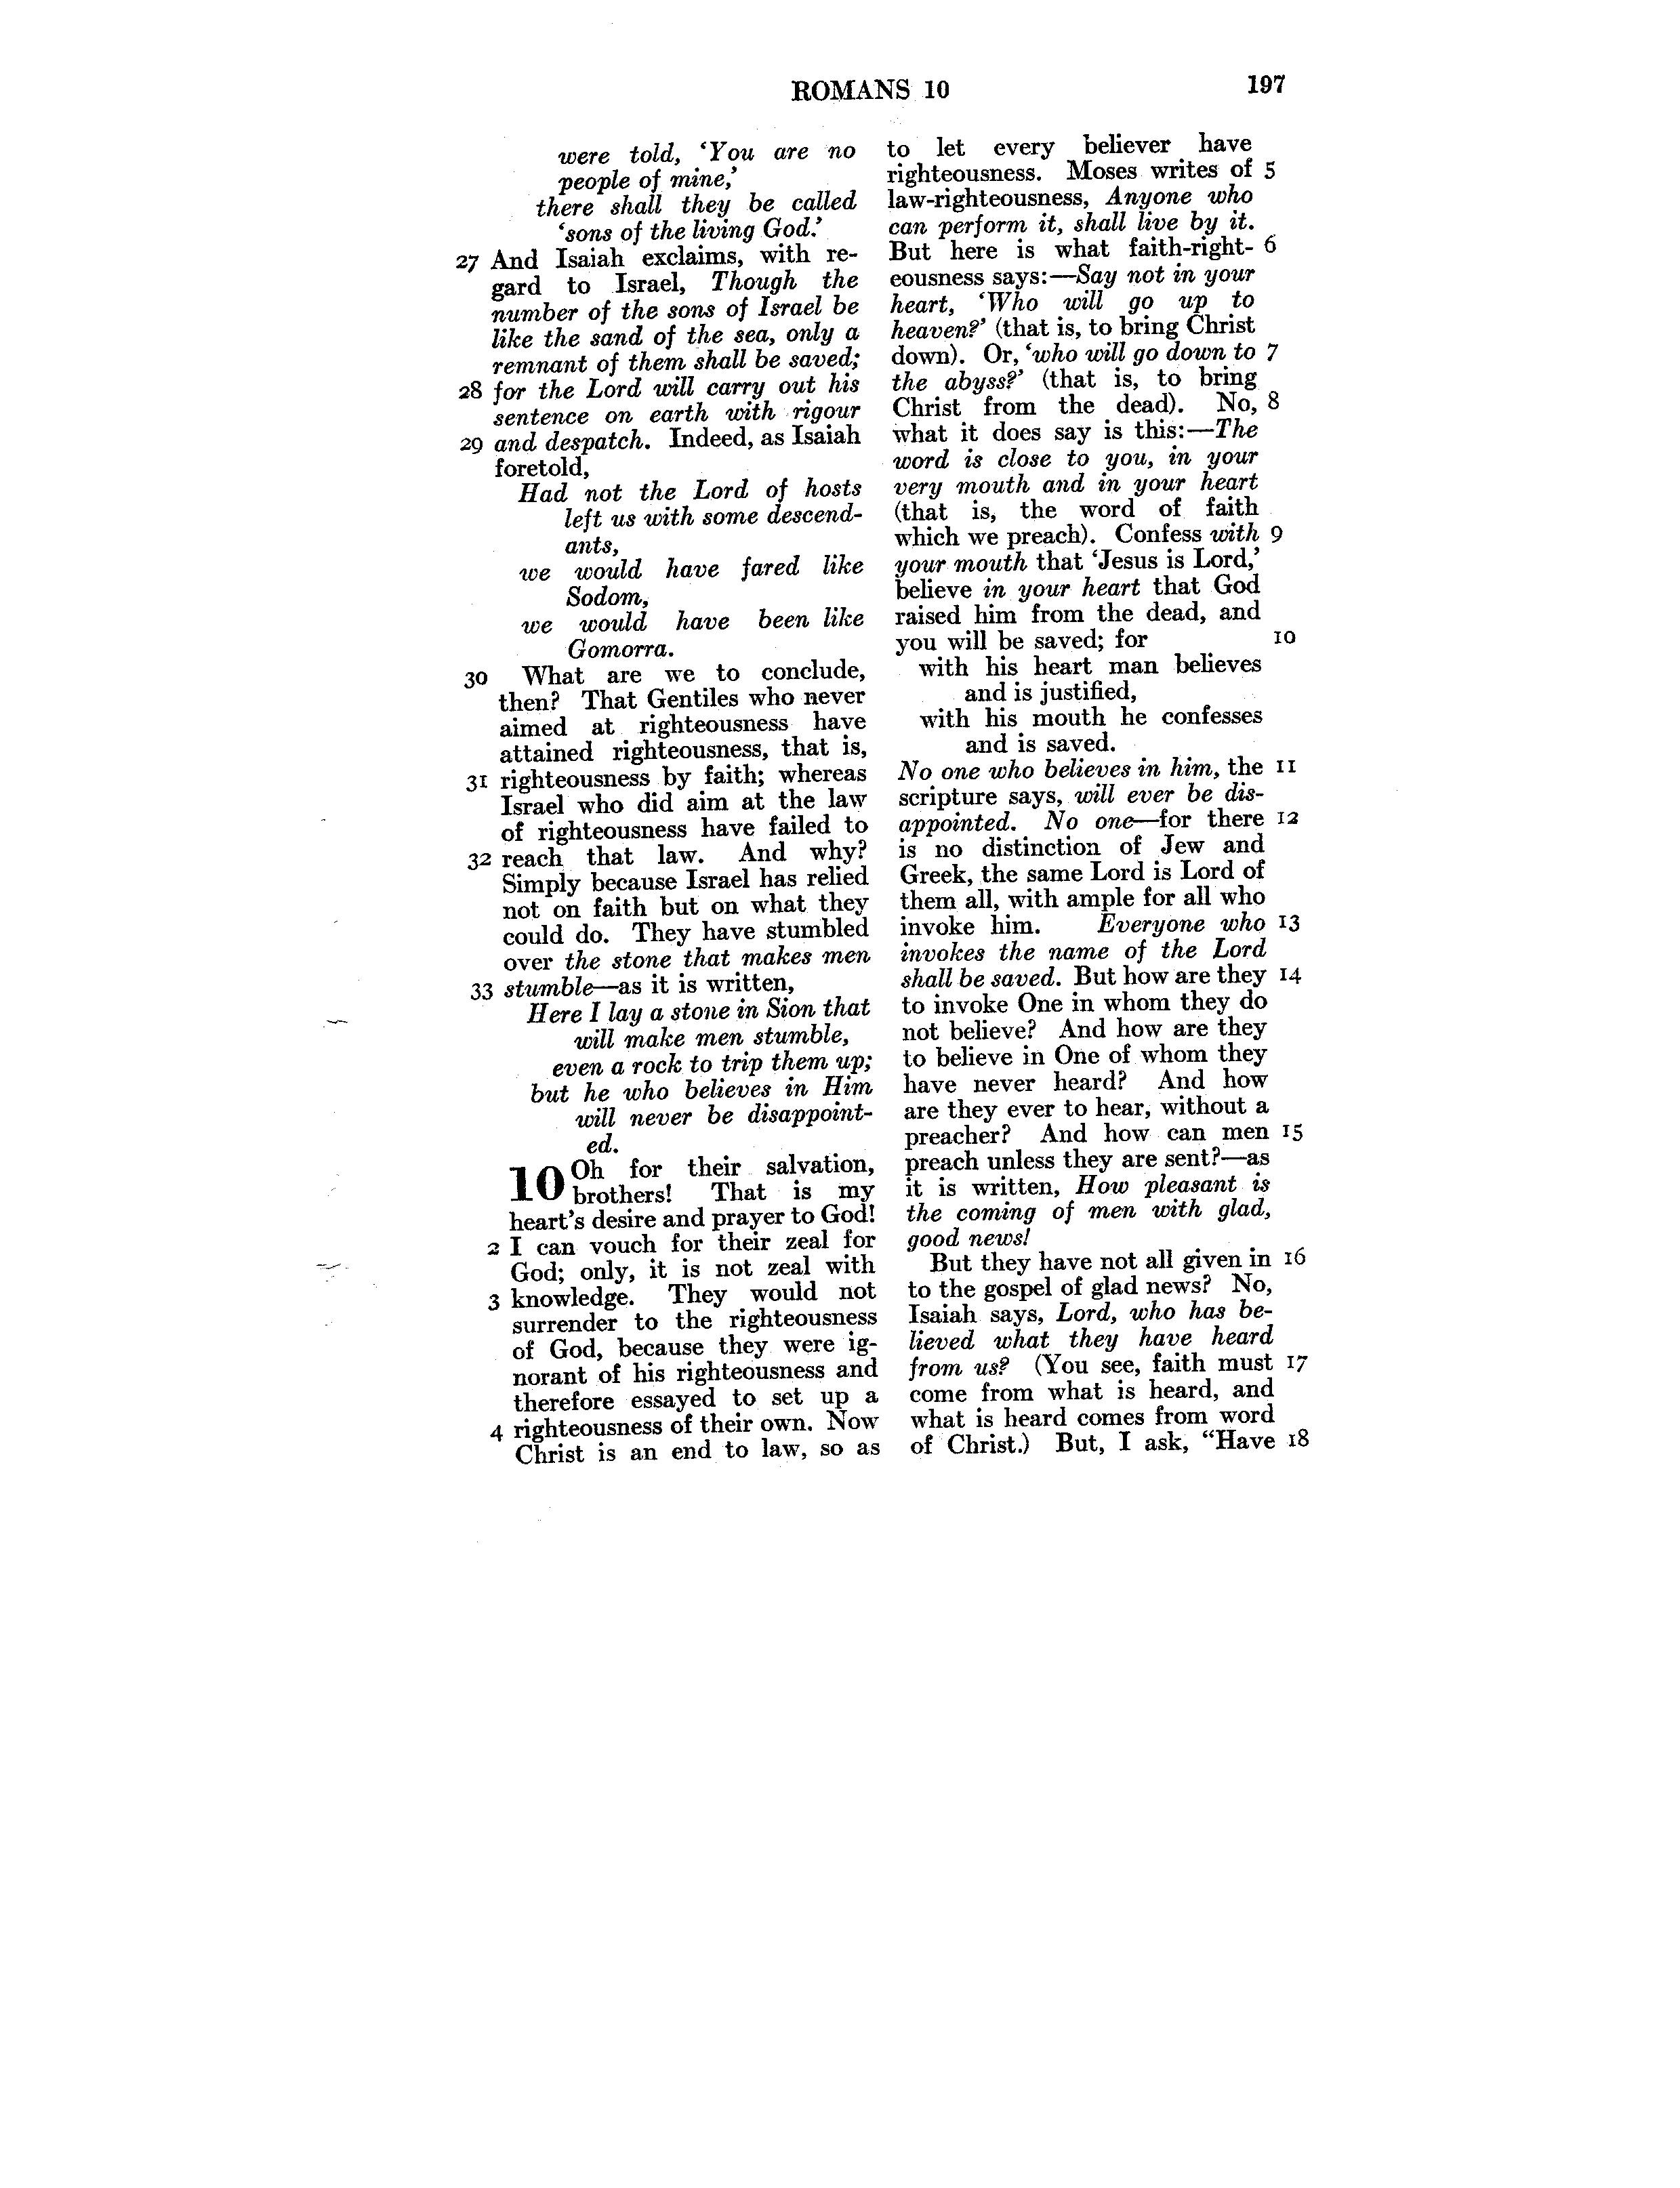 ROMANS 10
197
were told, ‘You are no
people of mine,’
there shall they be called
‘sons of the living God.’
27 And Isaiah exclaims, with re-
gard to Israel, Though the
number of the sons of Israel be
like the sand of the sea, only a
remnant of them shall be saved;
28 for the Lord will carry out his
sentence on earth with rigour
29 and despatch. Indeed, as Isaiah
foretold,
Had not the Lord of hosts
left us with some descend-
ants,
we would have fared like
Sodom,
we would have been like
Gomorra.
30 What are we to conclude,
then? That Gentiles who never
aimed at righteousness have
attained righteousness, that is,
31 righteousness by faith; whereas
Israel who did aim at the law
of righteousness have failed to
32 reach that law. And why?
Simply because Israel has relied
not on faith but on what they
could do. They have stumbled
over the stone that makes men
33 stumble—as it is written,
Here I lay a stone in Sion that
will make men stumble,
even a rock to trip them up;
but he who believes in Him
will never be disappoint-
ed.
10 Oh for their salvation,
brothers! That is my
heart’s desire and prayer to God!
2 I can vouch for their zeal for
God; only, it is not zeal with
3 knowledge. They would not
surrender to the righteousness
of God, because they were ig-
norant of his righteousness and
therefore essayed to set up a
4 righteousness of their own. Now
Christ is an end to law, so as
to let every believer have
righteousness. Moses writes of 5
law-righteousness, Anyone who
can perform it, shall live by it.
But here is what faith-right- 6
eousness says:—Say not in your
heart, ‘Who will go up to
heaven?’ (that is, to bring Christ
down). Or, ‘who will go down to 7
the abyss?’ (that is, to bring
Christ from the dead). No, 8
what it does say is this:—The
word is close to you, in your
very mouth and in your heart
(that is, the word of faith
which we preach). Confess with 9
your mouth that ‘Jesus is Lord,’
believe in your heart that God
raised him from the dead, and
you will be saved; for 10
with his heart man believes
and is justified,
with his mouth he confesses
and is saved.
No one who believes in him, the 11
scripture says, will ever be dis-
appointed. No one—for there 12
is no distinction of Jew and
Greek, the same Lord is Lord of
them all, with ample for all who
invoke him. Everyone who 13
invokes the name of the Lord
shall be saved. But how are they 14
to invoke One in whom they do
not believe? And how are they
to believe in One of whom they
have never heard? And how
are they ever to hear, without a
preacher? And how can men 15
preach unless they are sent?—as
it is written, How pleasant is
the coming of men with glad,
good news!
But they have not all given in 16
to the gospel of glad news? No,
Isaiah says, Lord, who has be-
lieved what they have heard
from us? (You see, faith must 17
come from what is heard, and
what is heard comes from word
of Christ.) But, I ask, “Have 18